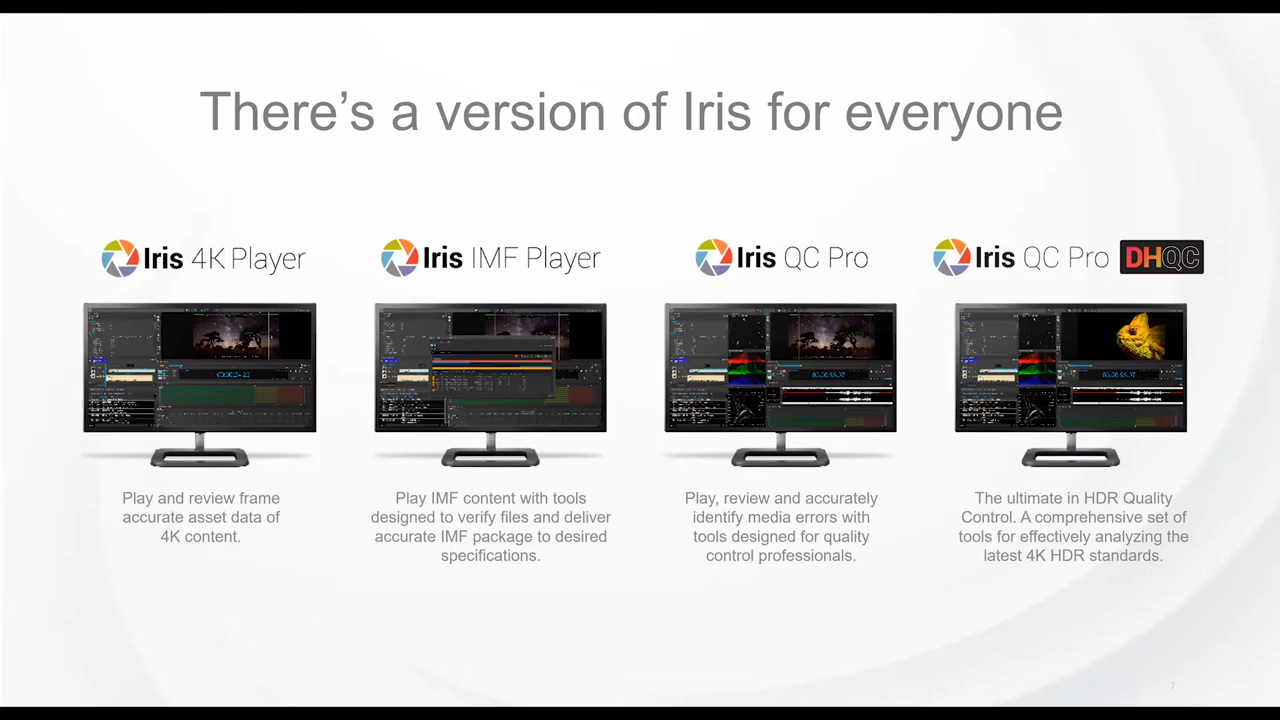 There's a version of Iris for everyone
Iris 4K Player
Iris IMF Player
Iris QC Pro
Iris QC Pro DHQC
Play and review frame
accurate asset data of
4K content.
Play IMF content with tools
designed to verify files and deliver
accurate IMF package to desired
specifications.
Play, review and accurately
identify media errors with
tools designed for quality
control professionals.
The ultimate in HDR Quality
Control. A comprehensive set of
tools for effectively analyzing the
latest 4K HDR standards.
7